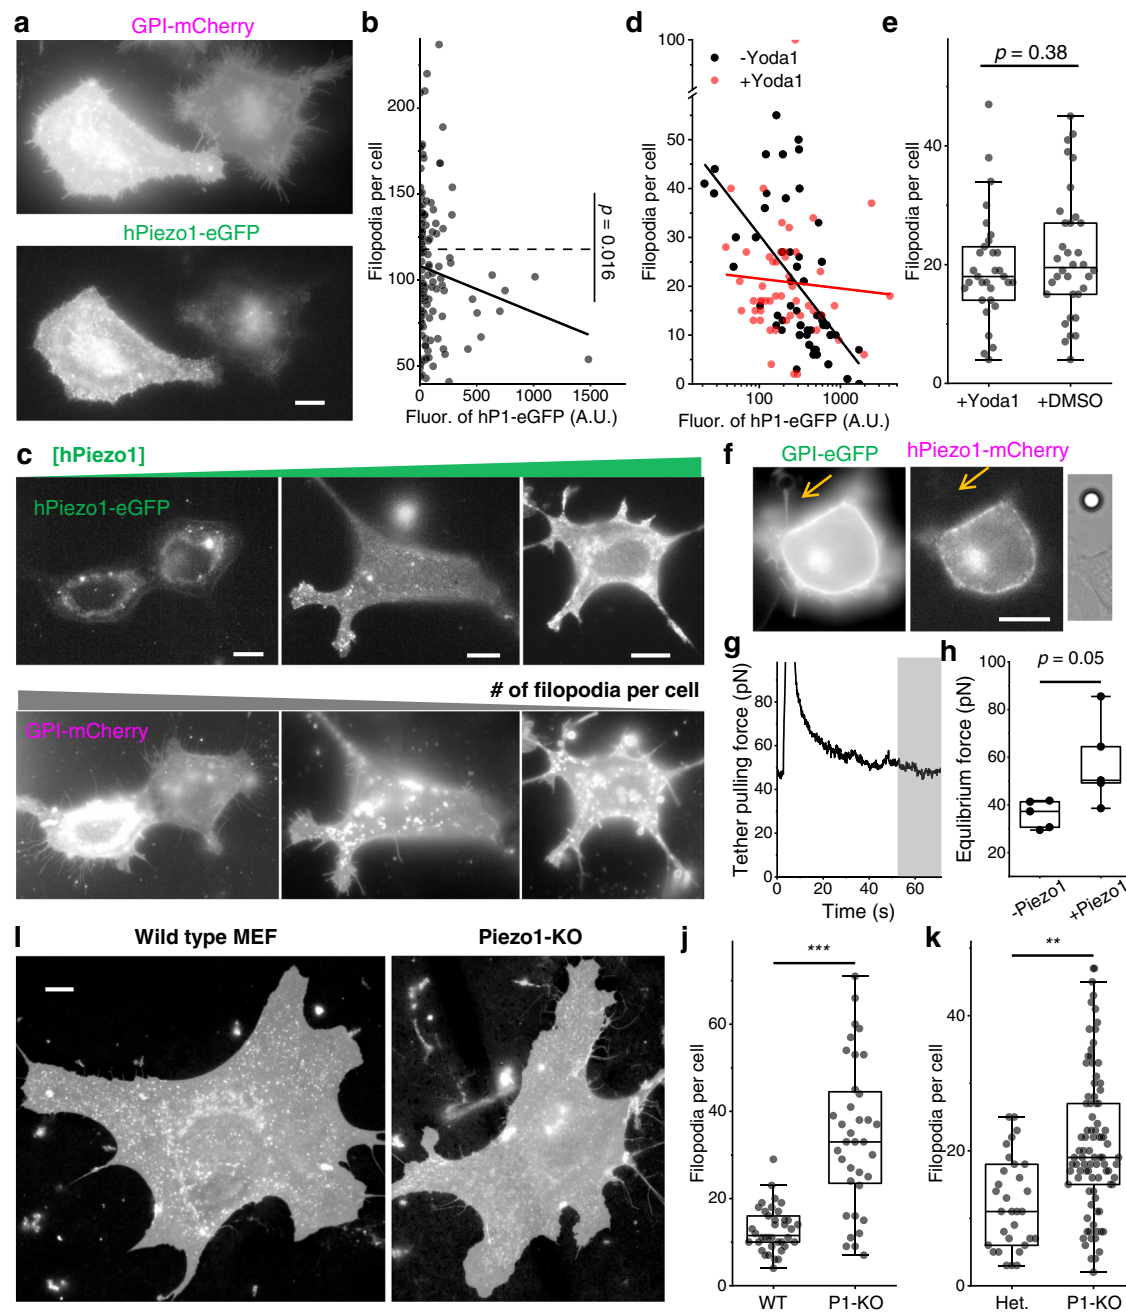 a
GPI-mCherry
hPiezo1-eGFP
b
Filopodia per cell
200
150
100
50
0
500
1000
1500
Fluor. of hP1-eGFP (A.U.)
p = 0.016
d
-Yoda1
+Yoda1
Filopodia per cell
100
80
50
40
30
20
10
0
100
1000
Fluor. of hP1-eGFP (A.U.)
e
p = 0.38
Filopodia per cell
40
20
0
+Yoda1
+DMSO
c
[hPiezo1]
hPiezo1-eGFP
# of filopodia per cell
GPI-mCherry
f
GPI-eGFP
hPiezo1-mCherry
g
Tether pulling force (pN)
80
60
40
20
0
0
20
40
60
Time (s)
h
p = 0.05
Equlibrium force (pN)
100
80
60
40
20
-Piezo1
+Piezo1
I
Wild type MEF
Piezo1-KO
j
***
Filopodia per cell
60
40
20
0
WT
P1-KO
k
**
Filopodia per cell
40
20
0
Het.
P1-KO